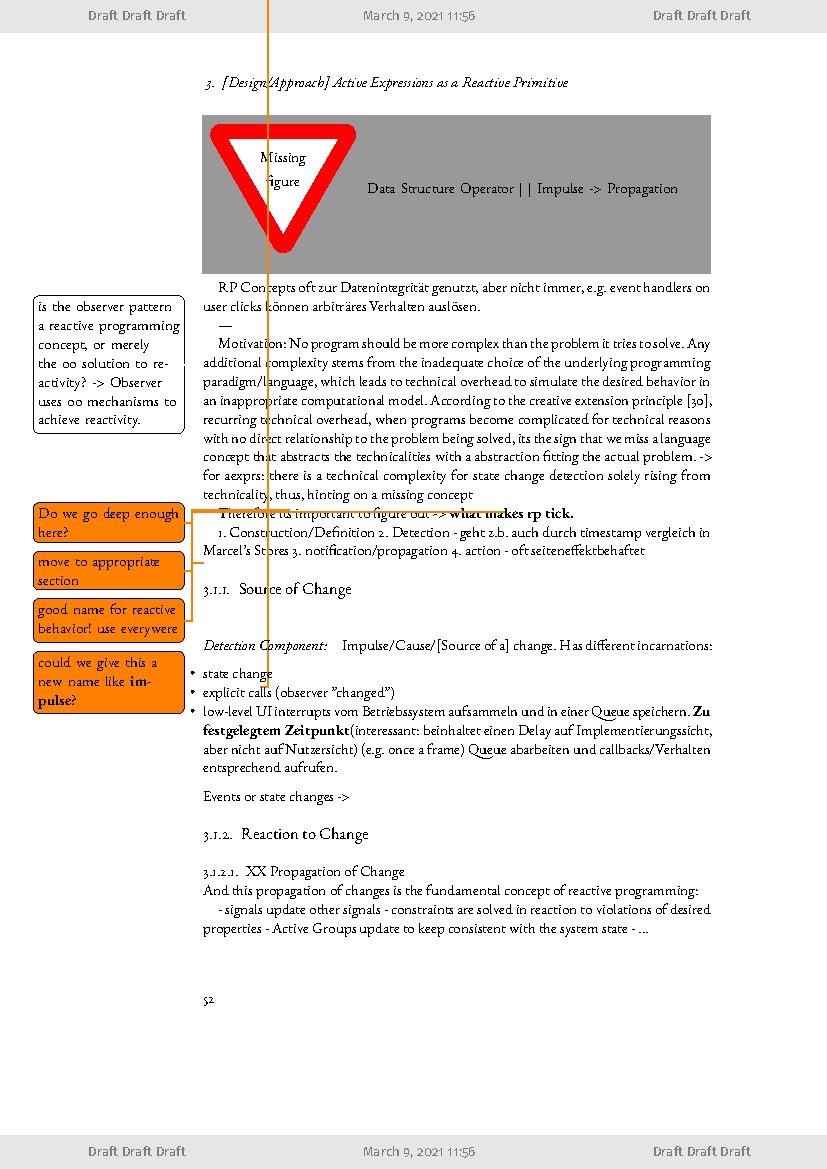 Draft Draft Draft March 9, 2021 11:56 Draft Draft Draft
3. [Design/Approach] Active Expressions as a Reactive Primitive
Missing
figure
Data Structure Operator || Impulse -> Propagation
RP Concepts oft zur Datenintegrität genutzt, aber nicht immer, e.g. event handlers on
user clicks können arbiträres Verhalten auslösen.
—
is the observer pattern
a reactive programming
concept, or merely
the oo solution to re-
activity? -> Observer
uses oo mechanisms to
achieve reactivity.
Motivation: No program should be more complex than the problem it tries to solve. Any
additional complexity stems from the inadequate choice of the underlying programming
paradigm/language, which leads to technical overhead to simulate the desired behavior in
an inappropriate computational model. According to the creative extension principle [30],
recurring technical overhead, when programs become complicated for technical reasons
with no direct relationship to the problem being solved, its the sign that we miss a language
concept that abstracts the technicalities with a abstraction fitting the actual problem. ->
for aexprs: there is a technical complexity for state change detection solely rising from
technicality, thus, hinting on a missing concept
Therefore its important to figure out -> what makes rp tick.
1. Construction/Definition 2. Detection - geht z.b. auch durch timestamp vergleich in
Marcel's Stores 3. notification/propagation 4. action - oft seiteneffektbehaftet
Do we go deep enough
here?
move to appropriate
section
good name for reactive
behavior! use everywere
could we give this a
new name like im-
pulse?
3.1.1. Source of Change
Detection Component: Impulse/Cause/[Source of a] change. Has different incarnations:
• state change
• explicit calls (observer "changed")
• low-level UI interrupts vom Betriebssystem aufsammeln und in einer Queue speichern. Zu
festgelegtem Zeitpunkt(interessant: beinhaltet einen Delay auf Implementierungssicht,
aber nicht auf Nutzersicht) (e.g. once a frame) Queue abarbeiten und callbacks/Verhalten
entsprechend aufrufen.
Events or state changes ->
3.1.2. Reaction to Change
3.1.2.1. XX Propagation of Change
And this propagation of changes is the fundamental concept of reactive programming:
- signals update other signals - constraints are solved in reaction to violations of desired
properties - Active Groups update to keep consistent with the system state - ...
52
Draft Draft Draft March 9, 2021 11:56 Draft Draft Draft